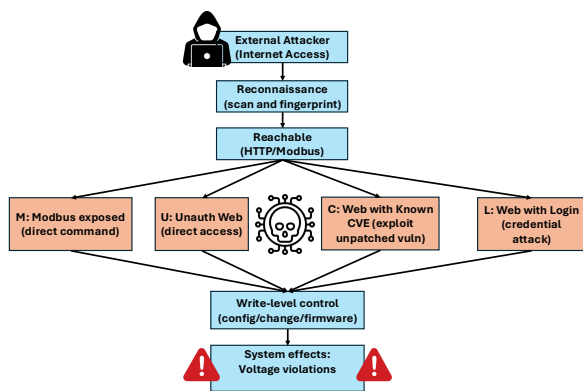 External Attacker
(Internet Access)
Reconnaissance
(scan and fingerprint)
Reachable
(HTTP/Modbus)
M: Modbus exposed
(direct command)
U: Unauth Web
(direct access)
C: Web with Known
CVE (exploit
unpatched vuln)
L: Web with Login
(credential
attack)
Write-level control
(config/change/firmware)
System effects:
Voltage violations